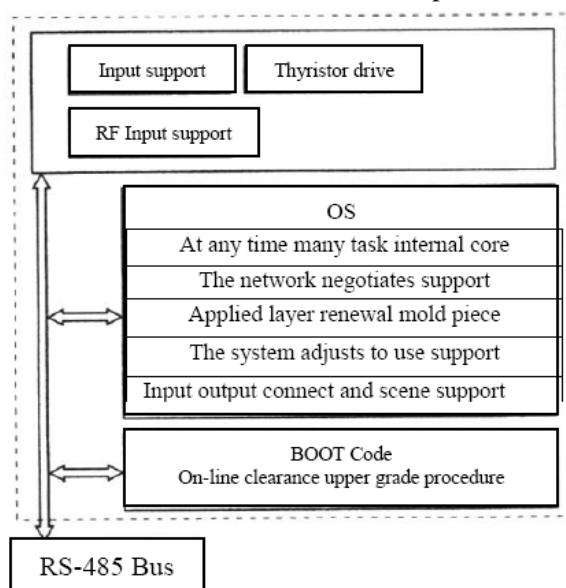 Input support
Thyristor drive
RF Input support
OS
At any time many task internal core
The network negotiates support
Applied layer renewal mold piece
The system adjusts to use support
Input output connect and scene support
BOOT Code
On-line clearance upper grade procedure
RS-485 Bus